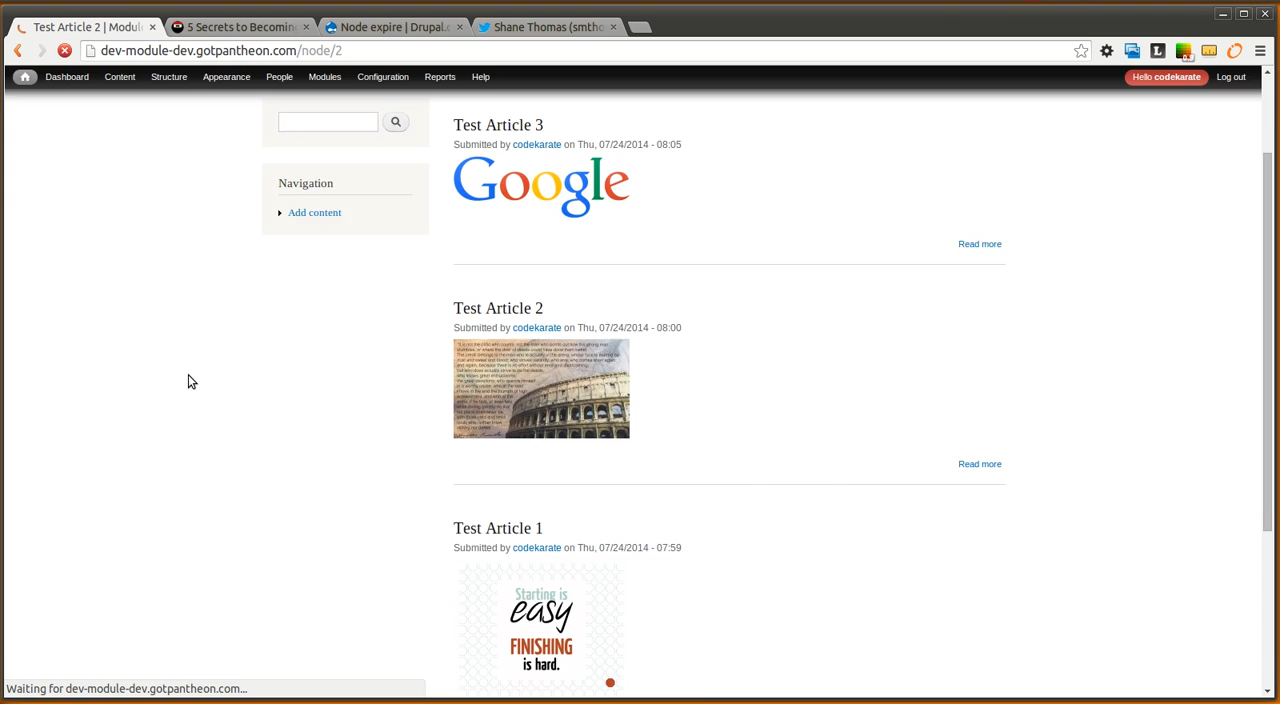 Test Article 2 | Modul
5 Secrets to Becomin
Node expire | Drupal.
Shane Thomas (smtho
dev-module-dev.gotpantheon.com/node/2
Dashboard
Content
Structure
Appearance
People
Modules
Configuration
Reports
Help
Hello codekarate
Log out
Test Article 3
Submitted by codekarate on Thu, 07/24/2014 - 08:05
Google
Navigation
Add content
Read more
Test Article 2
Submitted by codekarate on Thu, 07/24/2014 - 08:00
Read more
Test Article 1
Submitted by codekarate on Thu, 07/24/2014 - 07:59
Starting is
easy
FINISHING
is hard.
Waiting for dev-module-dev.gotpantheon.com...